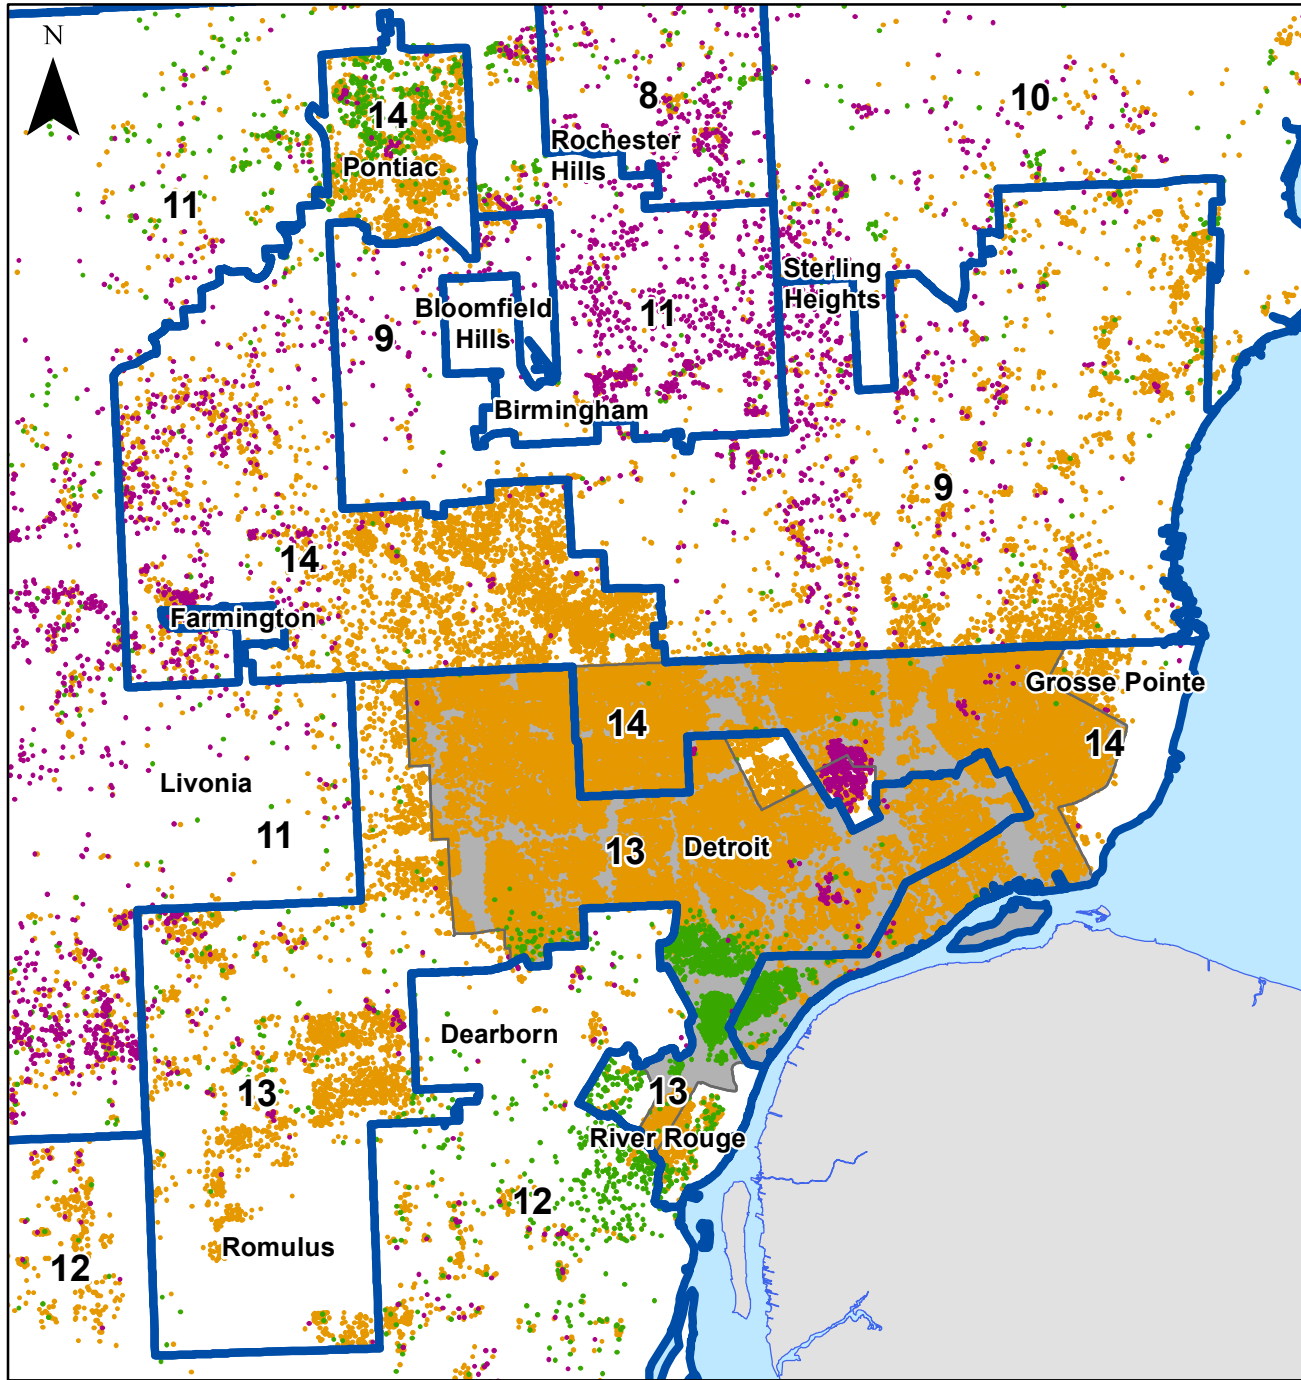 N
8
10
14
Rochester
Hills
Pontiac
11
Sterling
Heights
Bloomfield
Hills
11
9
Birmingham
9
14
Farmington
Grosse Pointe
14
14
Livonia
11
13
Detroit
Dearborn
13
13
River Rouge
12
Romulus
12